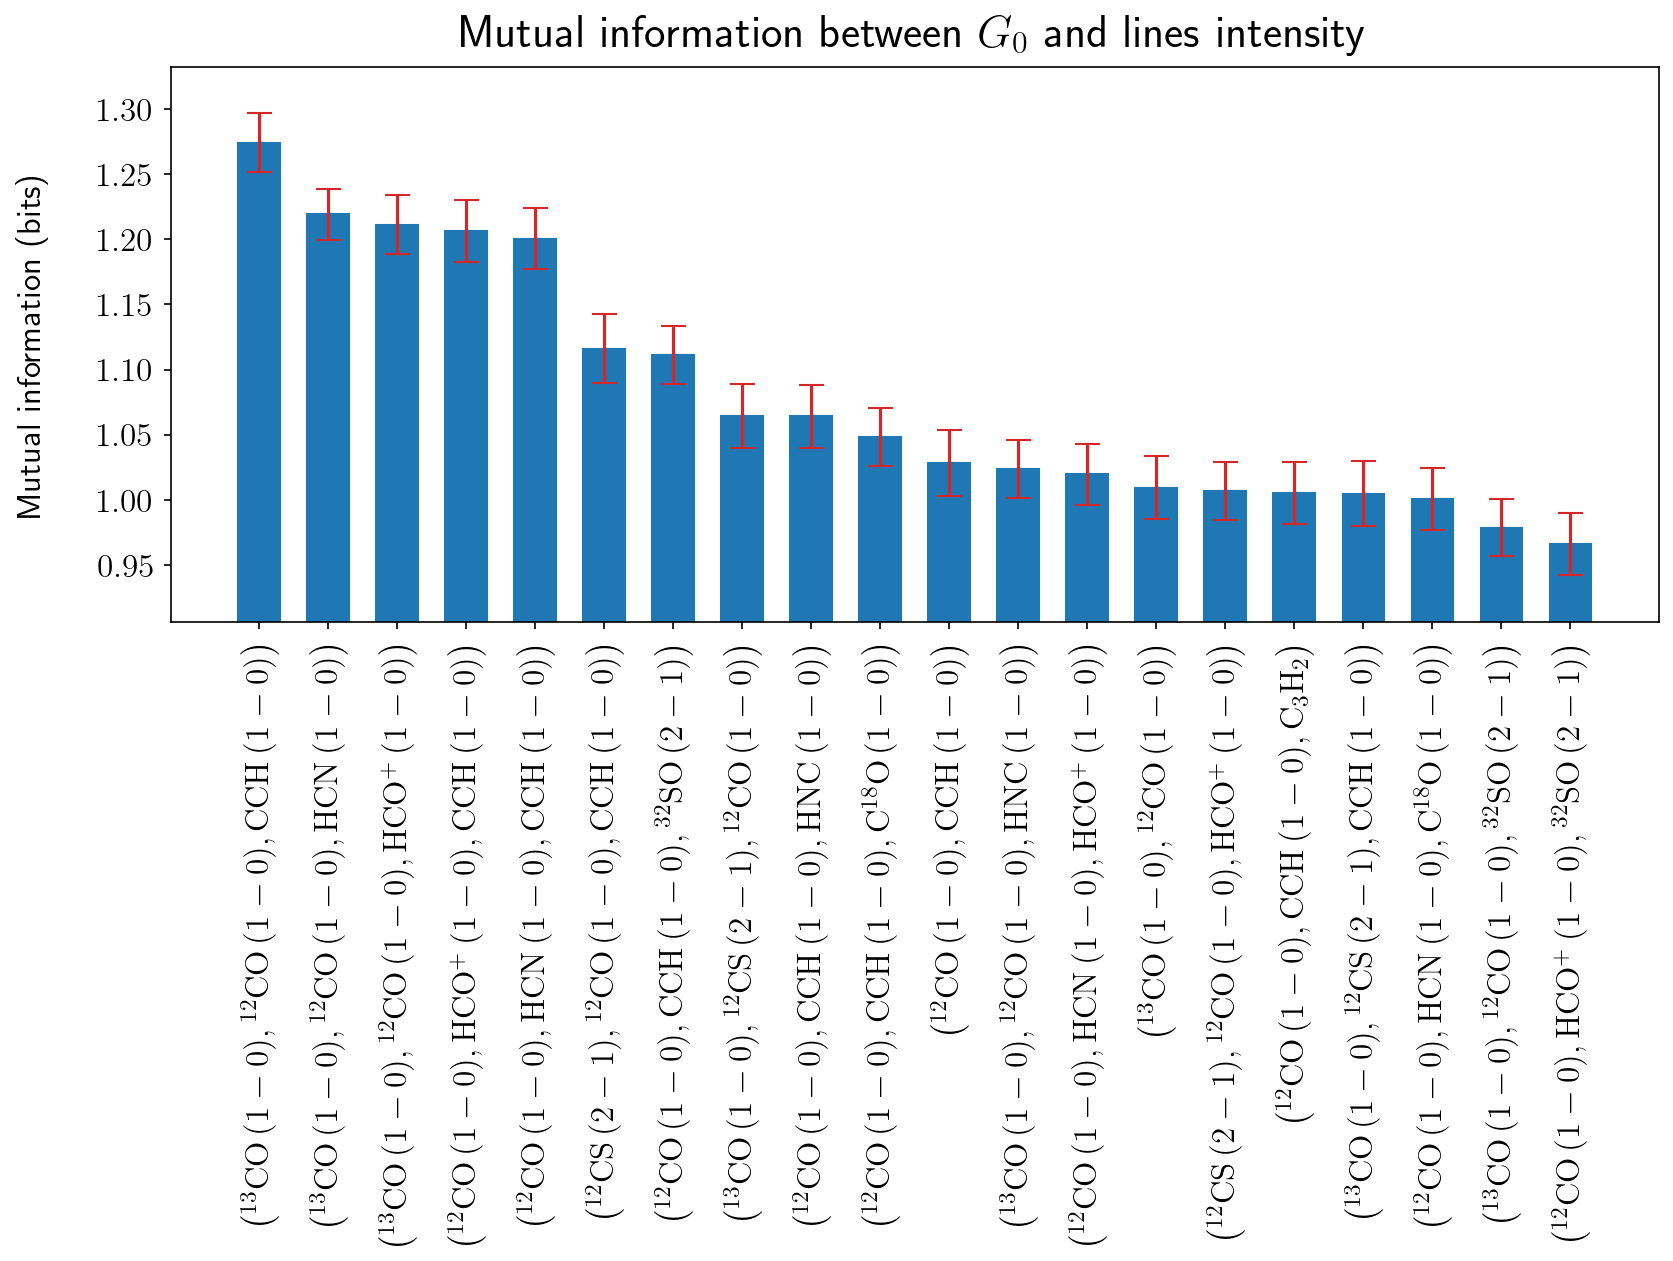 Mutual information between G₀ and lines intensity
Mutual information (bits)
1.30
1.25
1.20
1.15
1.10
1.05
1.00
0.95
(¹³CO (1 − 0), ¹²CO (1 − 0), CCH (1 − 0))
(¹³CO (1 − 0), ¹²CO (1 − 0), HCN (1 − 0))
(¹³CO (1 − 0), ¹²CO (1 − 0), HCO⁺ (1 − 0))
(¹²CO (1 − 0), HCO⁺ (1 − 0), CCH (1 − 0))
(¹²CO (1 − 0), HCN (1 − 0), CCH (1 − 0))
(¹²CS (2 − 1), ¹²CO (1 − 0), CCH (1 − 0))
(¹²CO (1 − 0), CCH (1 − 0), ³²SO (2 − 1))
(¹³CO (1 − 0), ¹²CS (2 − 1), ¹²CO (1 − 0))
(¹²CO (1 − 0), CCH (1 − 0), HNC (1 − 0))
(¹²CO (1 − 0), CCH (1 − 0), C¹⁸O (1 − 0))
(¹²CO (1 − 0), CCH (1 − 0))
(¹³CO (1 − 0), ¹²CO (1 − 0), HNC (1 − 0))
(¹²CO (1 − 0), HCN (1 − 0), HCO⁺ (1 − 0))
(¹³CO (1 − 0), ¹²CO (1 − 0))
(¹²CS (2 − 1), ¹²CO (1 − 0), HCO⁺ (1 − 0))
(¹²CO (1 − 0), CCH (1 − 0), C₃H₂)
(¹³CO (1 − 0), ¹²CS (2 − 1), CCH (1 − 0))
(¹²CO (1 − 0), HCN (1 − 0), C¹⁸O (1 − 0))
(¹³CO (1 − 0), ¹²CO (1 − 0), ³²SO (2 − 1))
(¹²CO (1 − 0), HCO⁺ (1 − 0), ³²SO (2 − 1))